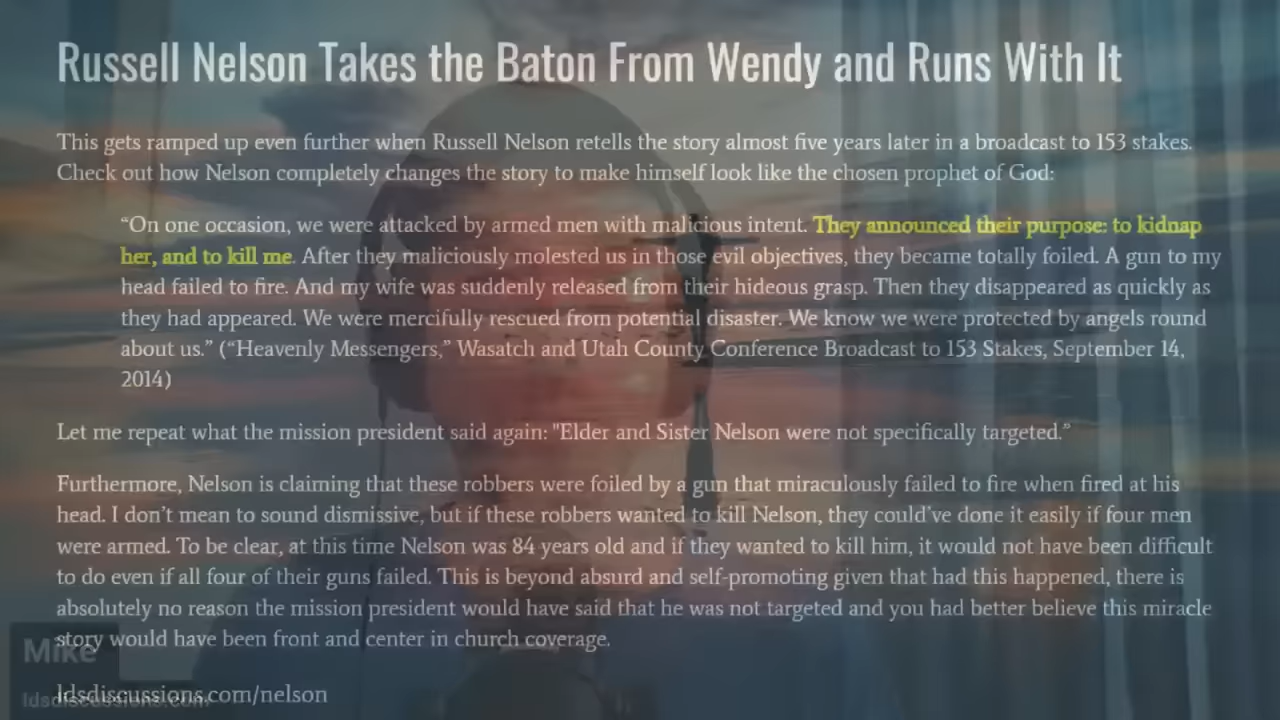 Russell Nelson Takes the Baton From Wendy and Runs With It
This gets ramped up even further when Russell Nelson retells the story almost five years later in a broadcast to 153 stakes.
Check out how Nelson completely changes the story to make himself look like the chosen prophet of God:
“On one occasion, we were attacked by armed men with malicious intent. They announced their purpose: to kidnap
her, and to kill me. After they maliciously molested us in those evil objectives, they became totally foiled. A gun to my
head failed to fire. And my wife was suddenly released from their hideous grasp. Then they disappeared as quickly as
they had appeared. We were mercifully rescued from potential disaster. We know we were protected by angels round
about us.” (“Heavenly Messengers,” Wasatch and Utah County Conference Broadcast to 153 Stakes, September 14,
2014)
Let me repeat what the mission president said again: "Elder and Sister Nelson were not specifically targeted.”
Furthermore, Nelson is claiming that these robbers were foiled by a gun that miraculously failed to fire when fired at his
head. I don’t mean to sound dismissive, but if these robbers wanted to kill Nelson, they could’ve done it easily if four men
were armed. To be clear, at this time Nelson was 84 years old and if they wanted to kill him, it would not have been difficult
to do even if all four of their guns failed. This is beyond absurd and self-promoting given that had this happened, there is
absolutely no reason the mission president would have said that he was not targeted and you had better believe this miracle
story would have been front and center in church coverage.
Mike
ldsdiscussions.com/nelson
ldsdiscussions.com